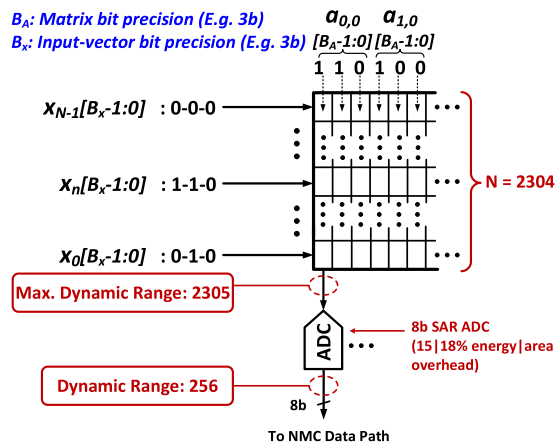 B_A: Matrix bit precision (E.g. 3b)
B_x: Input-vector bit precision (E.g. 3b)
a_0,0 a_1,0
[B_A-1:0] [B_A-1:0]
1 1 0 1 0 0
x_N-1[B_x-1:0] : 0-0-0
x_n[B_x-1:0] : 1-1-0
N = 2304
x_0[B_x-1:0] : 0-1-0
Max. Dynamic Range: 2305
ADC
8b SAR ADC
(15|18% energy|area
overhead)
Dynamic Range: 256
8b
To NMC Data Path